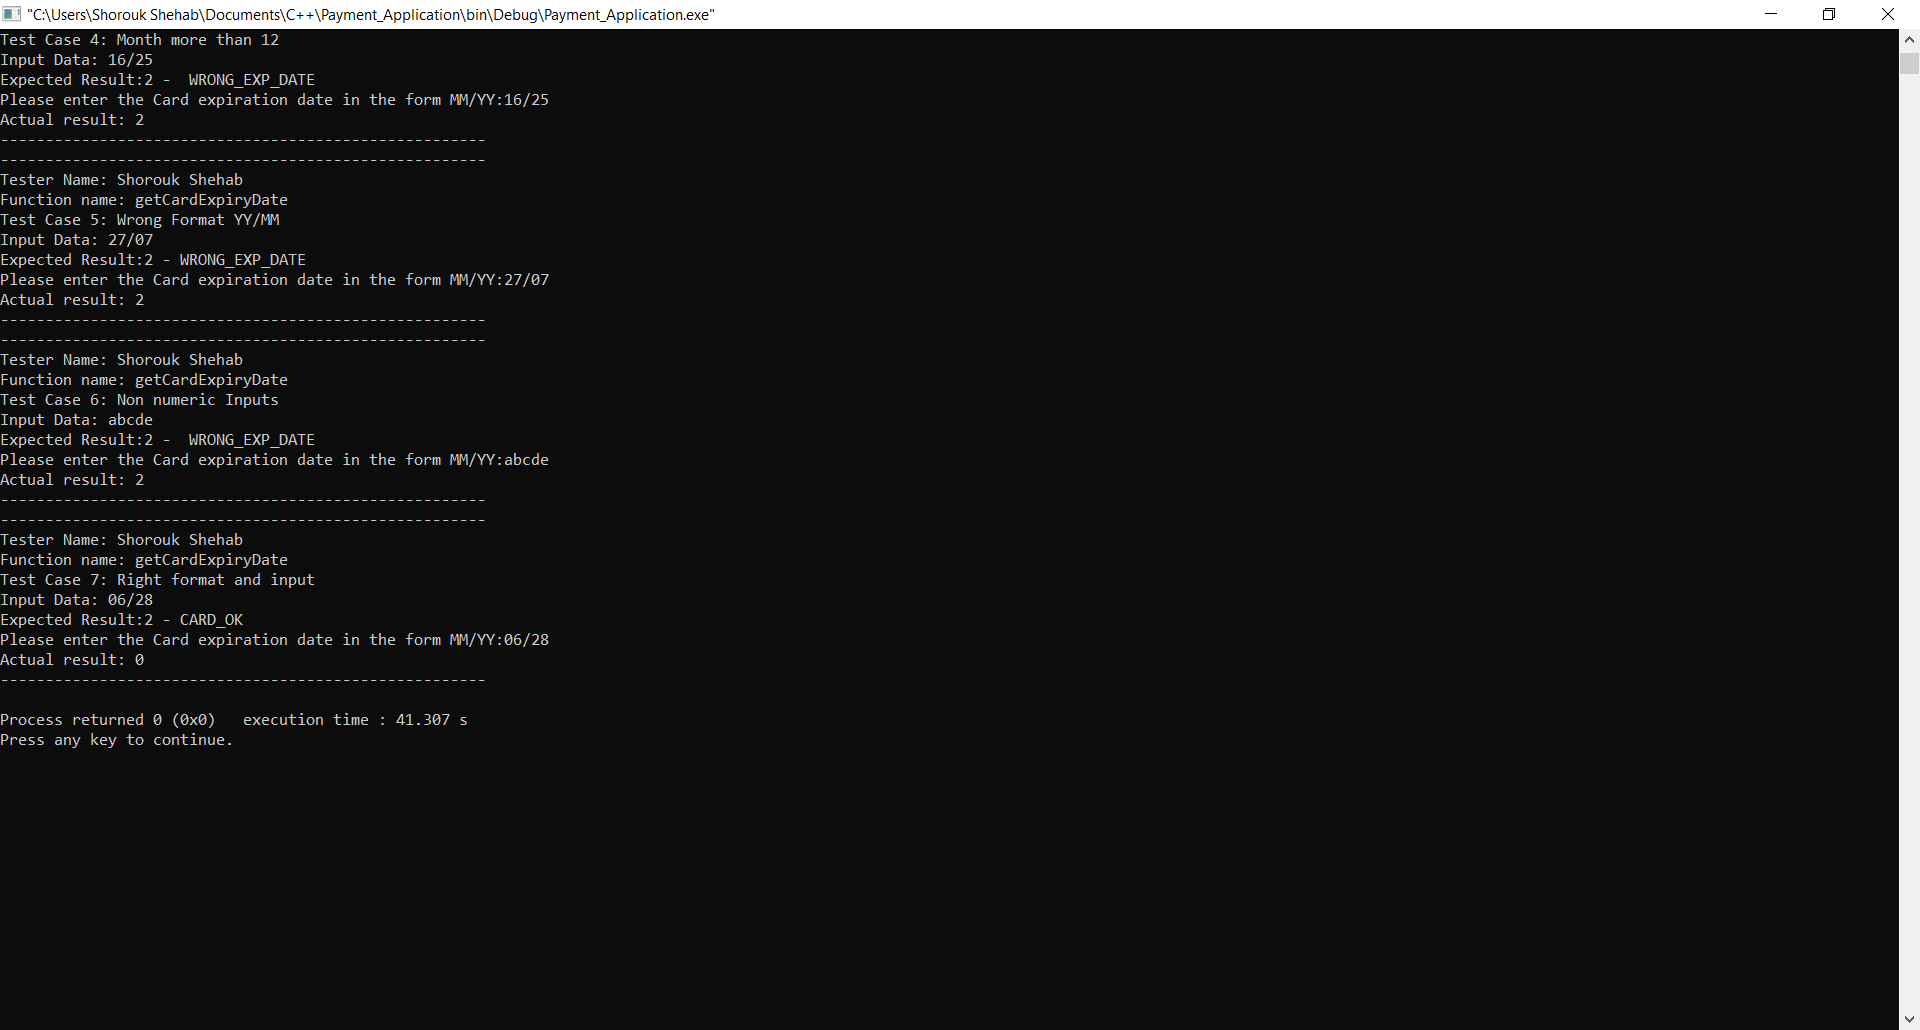 "C:\Users\Shorouk Shehab\Documents\C++\Payment_Application\bin\Debug\Payment_Application.exe"
Test Case 4: Month more than 12
Input Data: 16/25
Expected Result:2 -  WRONG_EXP_DATE
Please enter the Card expiration date in the form MM/YY:16/25
Actual result: 2
------------------------------------------------------
------------------------------------------------------
Tester Name: Shorouk Shehab
Function name: getCardExpiryDate
Test Case 5: Wrong Format YY/MM
Input Data: 27/07
Expected Result:2 - WRONG_EXP_DATE
Please enter the Card expiration date in the form MM/YY:27/07
Actual result: 2
------------------------------------------------------
------------------------------------------------------
Tester Name: Shorouk Shehab
Function name: getCardExpiryDate
Test Case 6: Non numeric Inputs
Input Data: abcde
Expected Result:2 -  WRONG_EXP_DATE
Please enter the Card expiration date in the form MM/YY:abcde
Actual result: 2
------------------------------------------------------
------------------------------------------------------
Tester Name: Shorouk Shehab
Function name: getCardExpiryDate
Test Case 7: Right format and input
Input Data: 06/28
Expected Result:2 - CARD_OK
Please enter the Card expiration date in the form MM/YY:06/28
Actual result: 0
------------------------------------------------------
Process returned 0 (0x0)   execution time : 41.307 s
Press any key to continue.